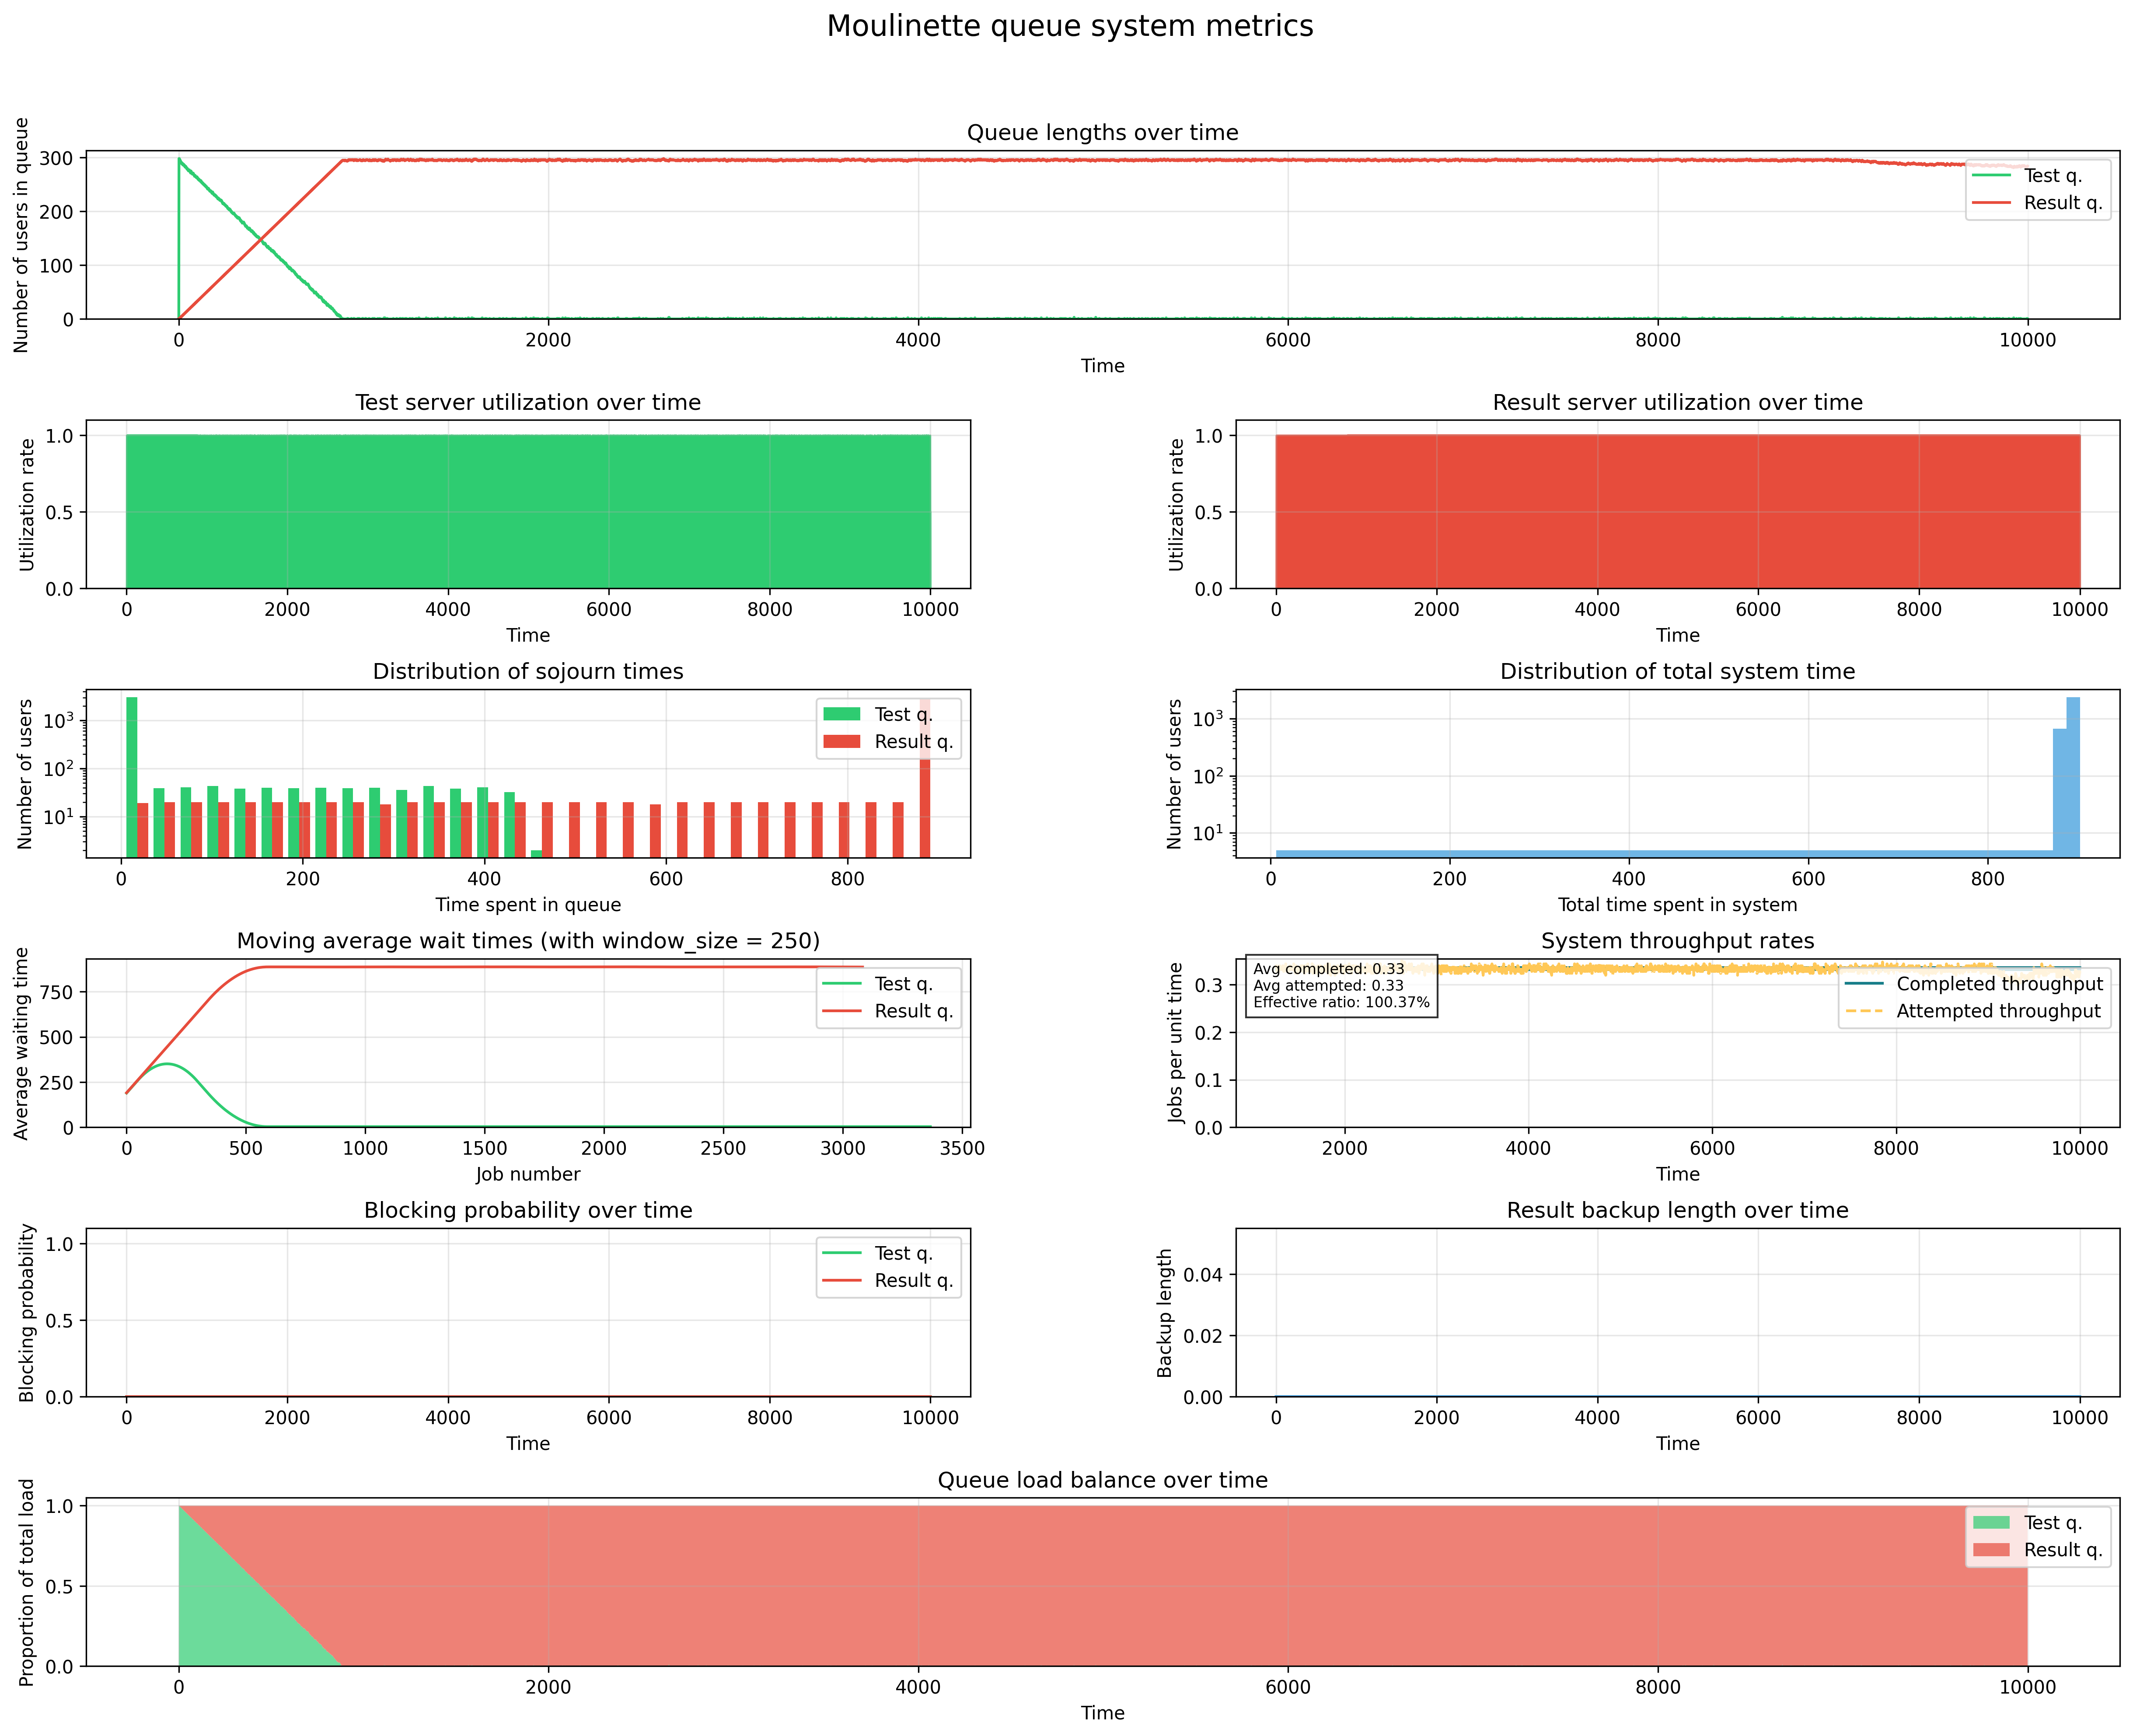 Moulinette queue system metrics
Queue lengths over time
Number of users in queue
300
200
100
0
Test q.
Result q.
0 2000 4000 6000 8000 10000
Time
Test server utilization over time
Utilization rate
1.0
0.5
0.0
0 2000 4000 6000 8000 10000
Time
Result server utilization over time
Utilization rate
1.0
0.5
0.0
0 2000 4000 6000 8000 10000
Time
Distribution of sojourn times
Number of users
10³
10²
10¹
Test q.
Result q.
0 200 400 600 800
Time spent in queue
Distribution of total system time
Number of users
10³
10²
10¹
0 200 400 600 800
Total time spent in system
Moving average wait times (with window_size = 250)
Average waiting time
750
500
250
0
Test q.
Result q.
0 500 1000 1500 2000 2500 3000 3500
Job number
System throughput rates
Jobs per unit time
0.3
0.2
0.1
0.0
Avg completed: 0.33
Avg attempted: 0.33
Effective ratio: 100.37%
Completed throughput
Attempted throughput
2000 4000 6000 8000 10000
Time
Blocking probability over time
Blocking probability
1.0
0.5
0.0
Test q.
Result q.
0 2000 4000 6000 8000 10000
Time
Result backup length over time
Backup length
0.04
0.02
0.00
0 2000 4000 6000 8000 10000
Time
Queue load balance over time
Proportion of total load
1.0
0.5
0.0
Test q.
Result q.
0 2000 4000 6000 8000 10000
Time